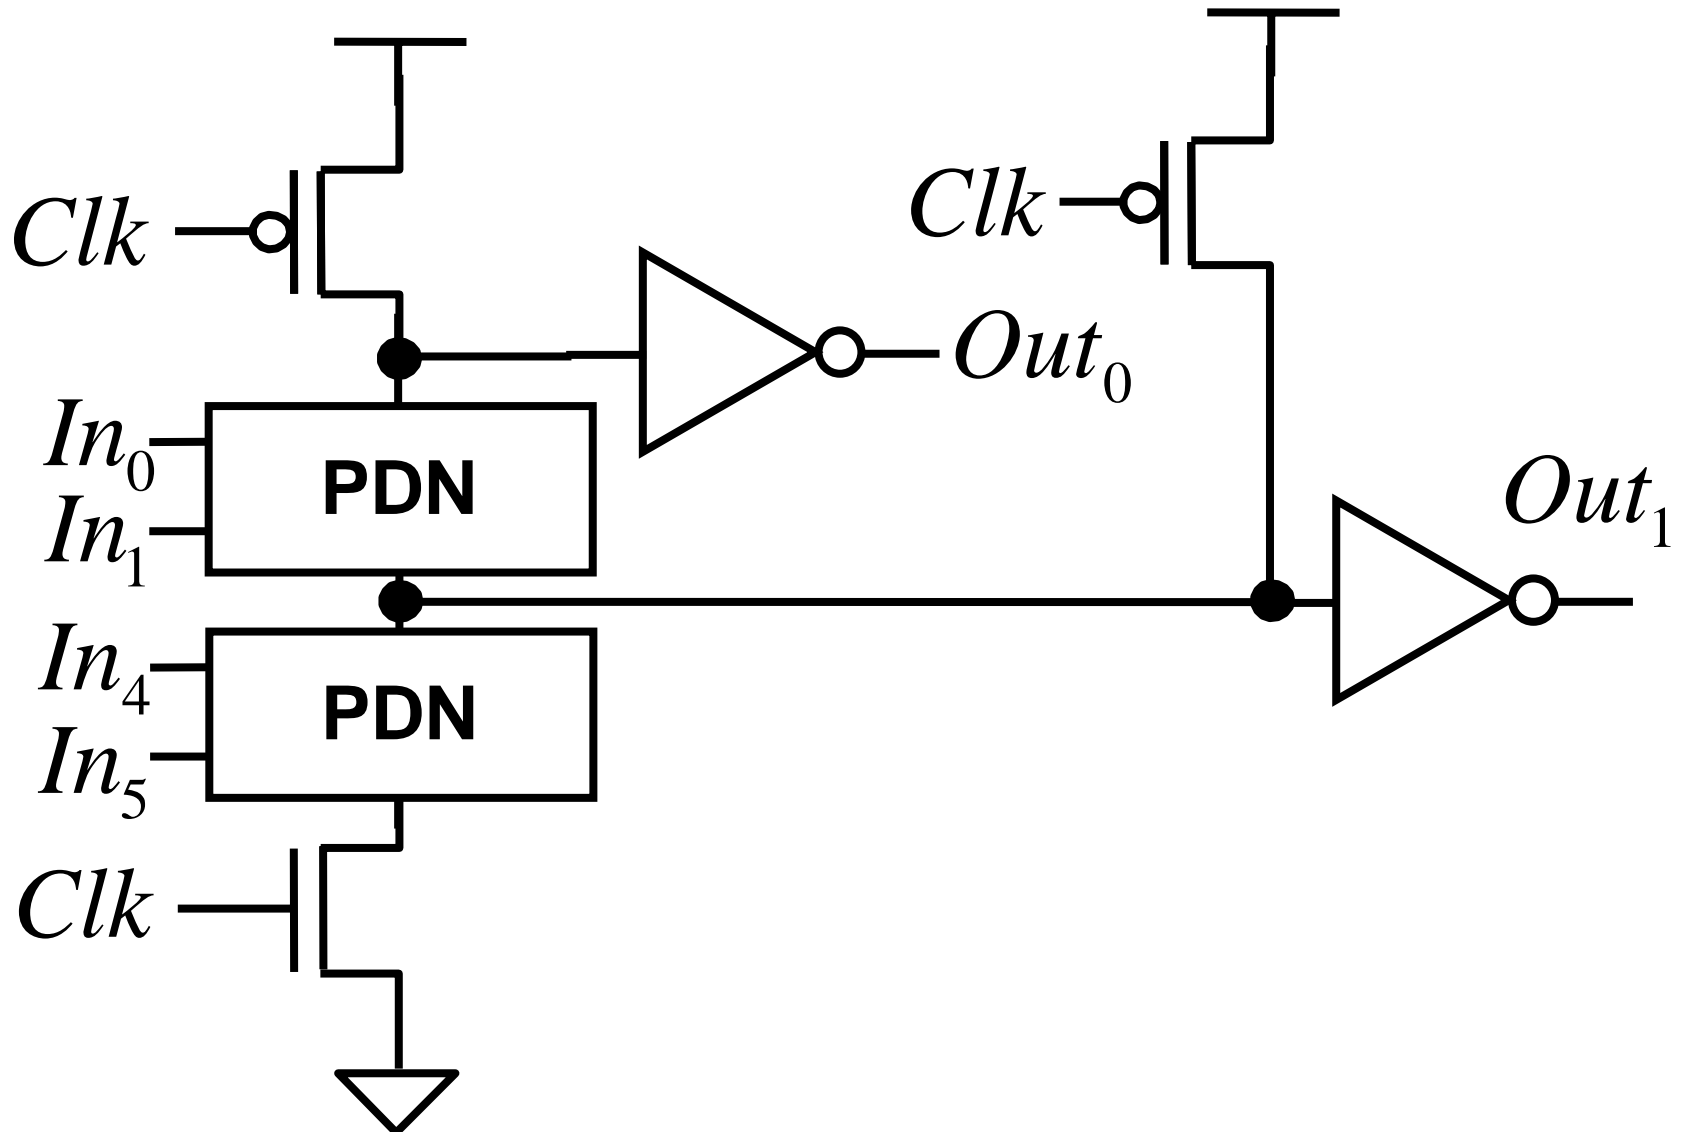 Clk
Clk
Out₀
In₀
PDN
In₁
Out₁
In₄
PDN
In₅
Clk